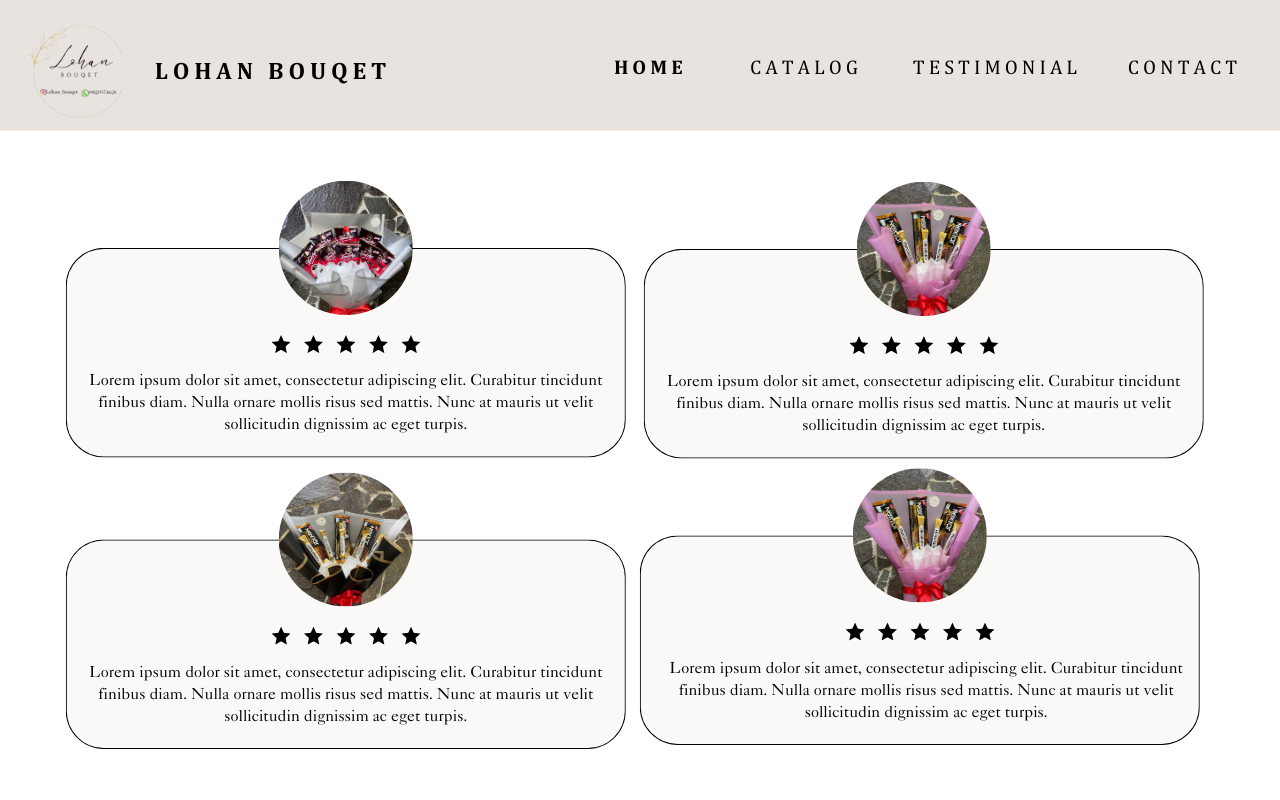 Lohan
BOUQET
LOHAN BOUQET
HOME
CATALOG
TESTIMONIAL
CONTACT
Lorem ipsum dolor sit amet, consectetur adipiscing elit. Curabitur tincidunt
finibus diam. Nulla ornare mollis risus sed mattis. Nunc at mauris ut velit
sollicitudin dignissim ac eget turpis.
Lorem ipsum dolor sit amet, consectetur adipiscing elit. Curabitur tincidunt
finibus diam. Nulla ornare mollis risus sed mattis. Nunc at mauris ut velit
sollicitudin dignissim ac eget turpis.
Lorem ipsum dolor sit amet, consectetur adipiscing elit. Curabitur tincidunt
finibus diam. Nulla ornare mollis risus sed mattis. Nunc at mauris ut velit
sollicitudin dignissim ac eget turpis.
Lorem ipsum dolor sit amet, consectetur adipiscing elit. Curabitur tincidunt
finibus diam. Nulla ornare mollis risus sed mattis. Nunc at mauris ut velit
sollicitudin dignissim ac eget turpis.